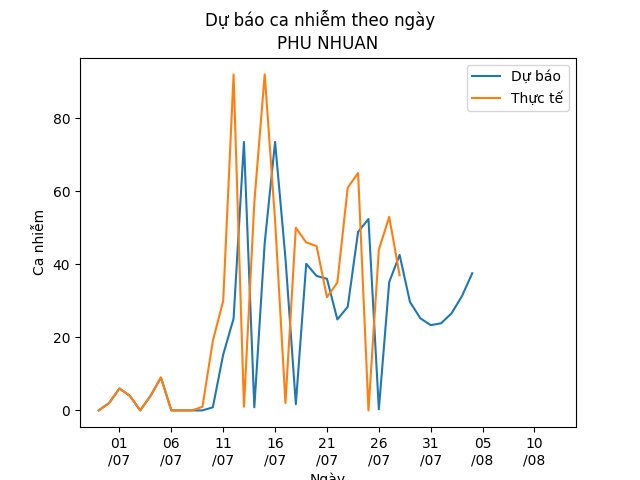 Dự báo ca nhiễm theo ngày
PHU NHUAN
Dự báo
Thực tế
Ca nhiễm
80
60
40
20
0
01 06 11 16 21 26 31 05 10
/07 /07 /07 /07 /07 /07 /07 /08 /08
Ngày